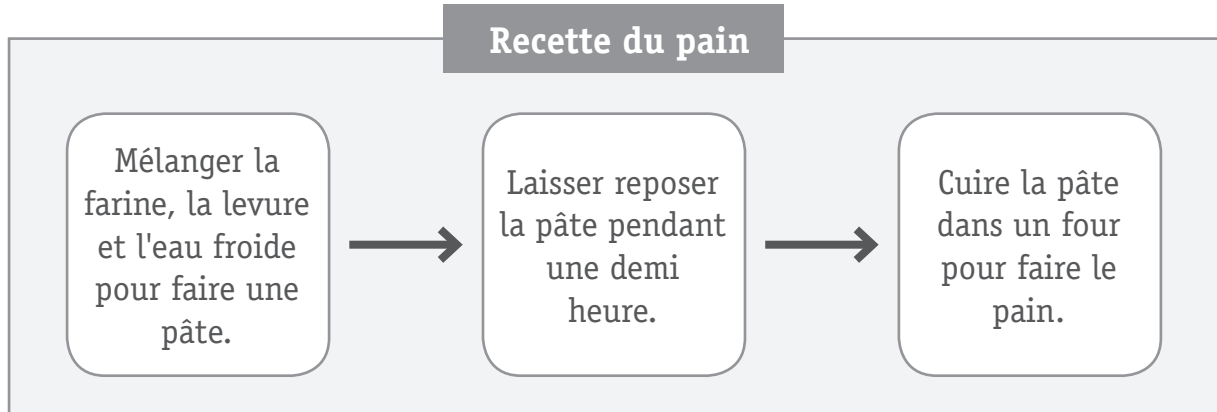 Recette du pain
Mélanger la
farine, la levure
et l'eau froide
pour faire une
pâte.
Laisser reposer
la pâte pendant
une demi
heure.
Cuire la pâte
dans un four
pour faire le
pain.